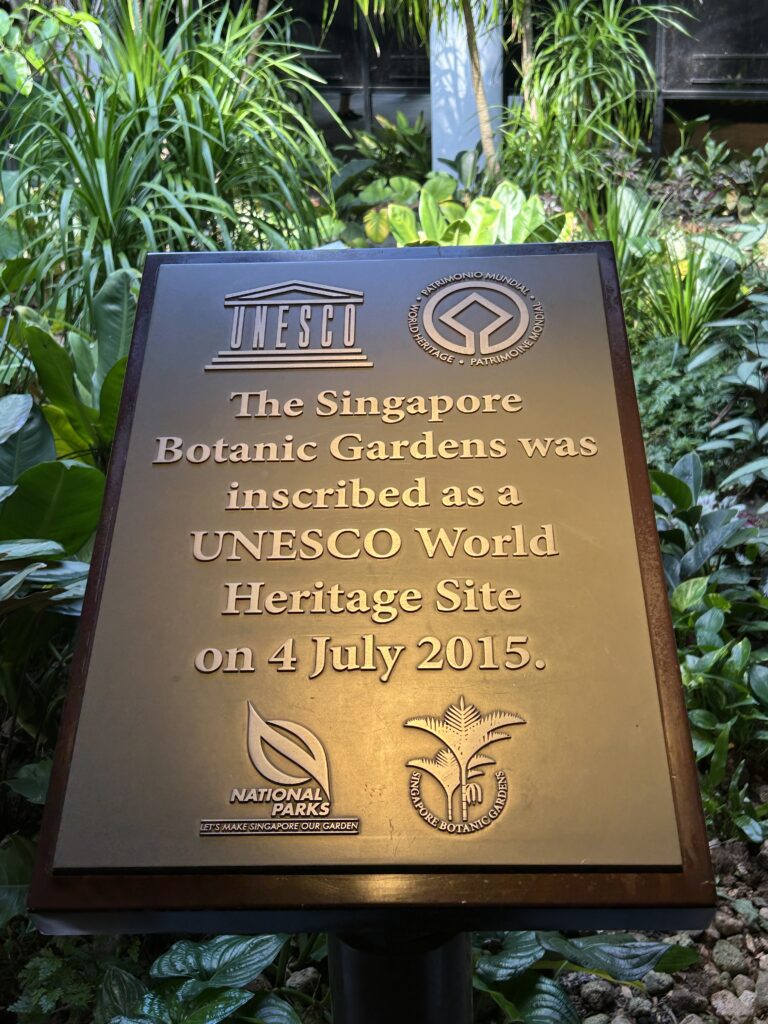 UNESCO
PATRIMONIO MUNDIAL • WORLD HERITAGE • PATRIMOINE MONDIAL •
The Singapore
Botanic Gardens was
inscribed as a
UNESCO World
Heritage Site
on 4 July 2015.
NATIONAL
PARKS
LET'S MAKE SINGAPORE OUR GARDEN
SINGAPORE BOTANIC GARDENS